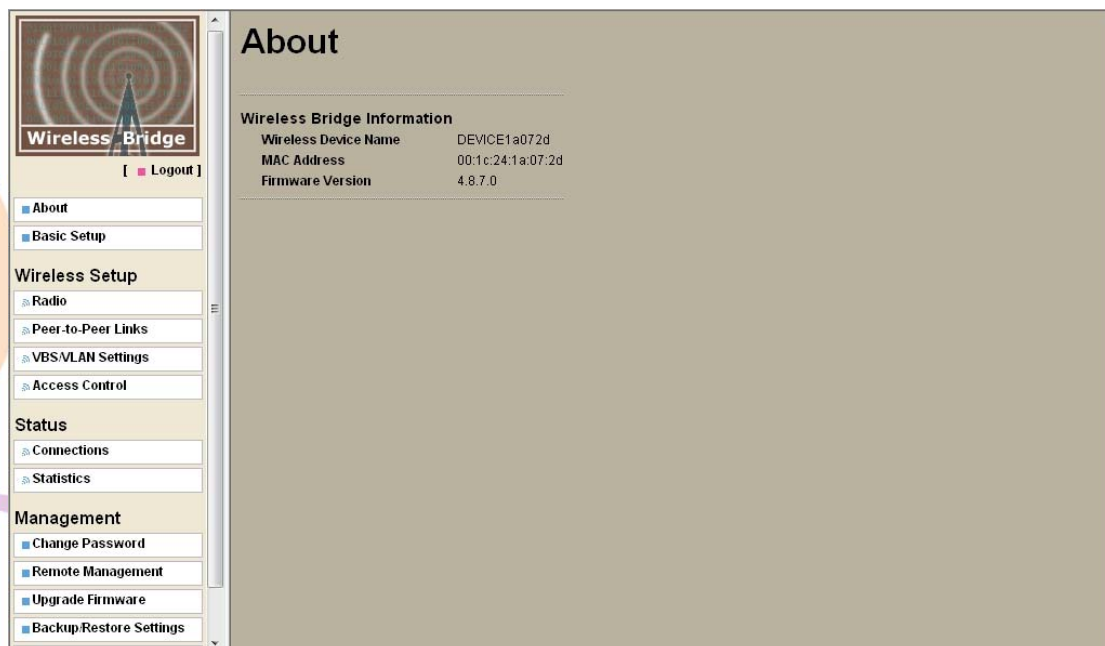 Wireless Bridge
[ Logout ]
About
Basic Setup
Wireless Setup
Radio
Peer-to-Peer Links
VBS/VLAN Settings
Access Control
Status
Connections
Statistics
Management
Change Password
Remote Management
Upgrade Firmware
Backup/Restore Settings
About
Wireless Bridge Information
Wireless Device Name DEVICE1a072d
MAC Address 00:1c:24:1a:07:2d
Firmware Version 4.8.7.0